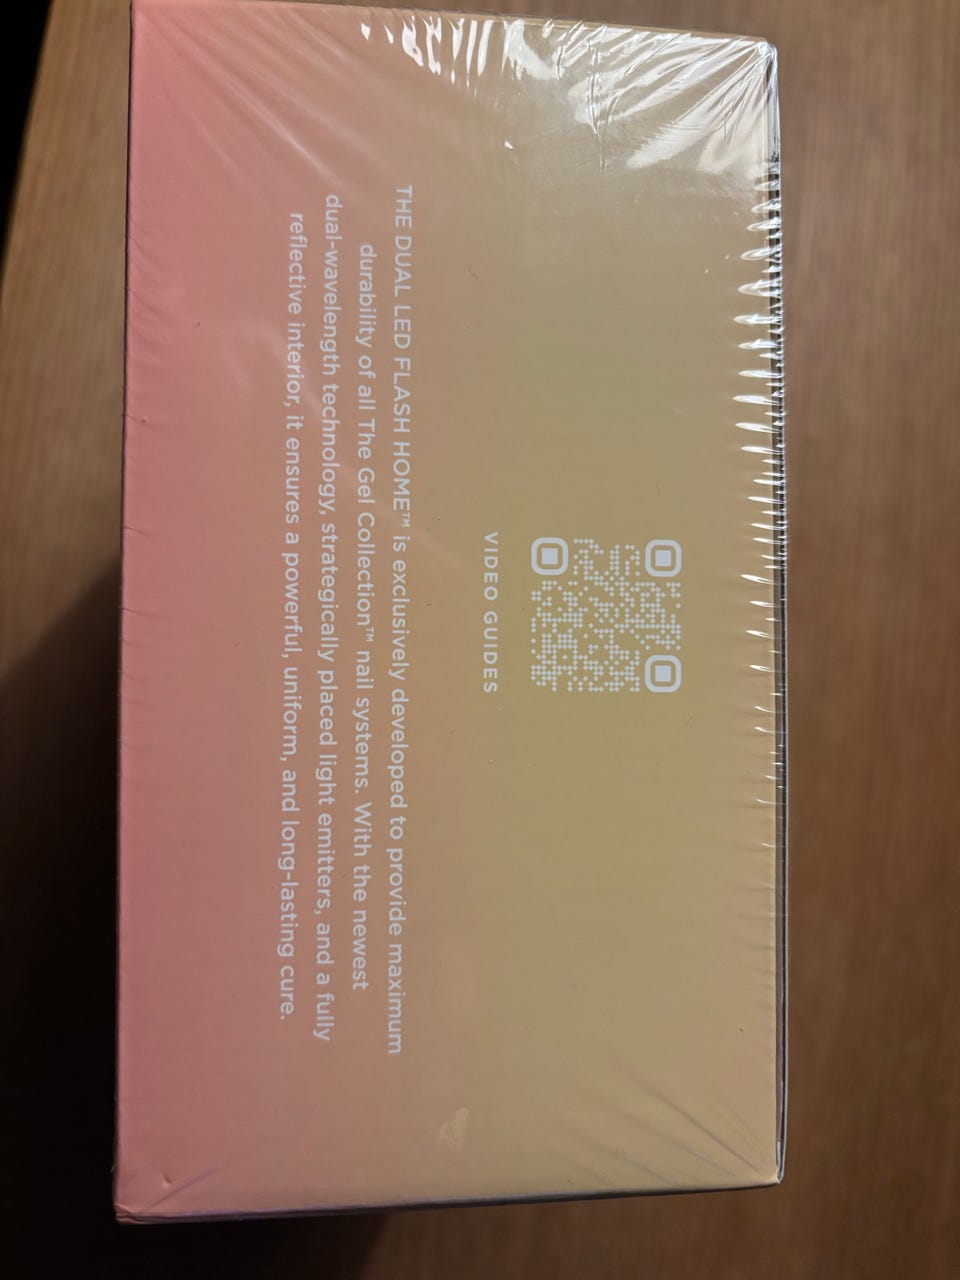 VIDEO GUIDES
THE DUAL LED FLASH HOME™ is exclusively developed to provide maximum
durability of all The Gel Collection™ nail systems. With the newest
dual-wavelength technology, strategically placed light emitters, and a fully
reflective interior, it ensures a powerful, uniform, and long-lasting cure.